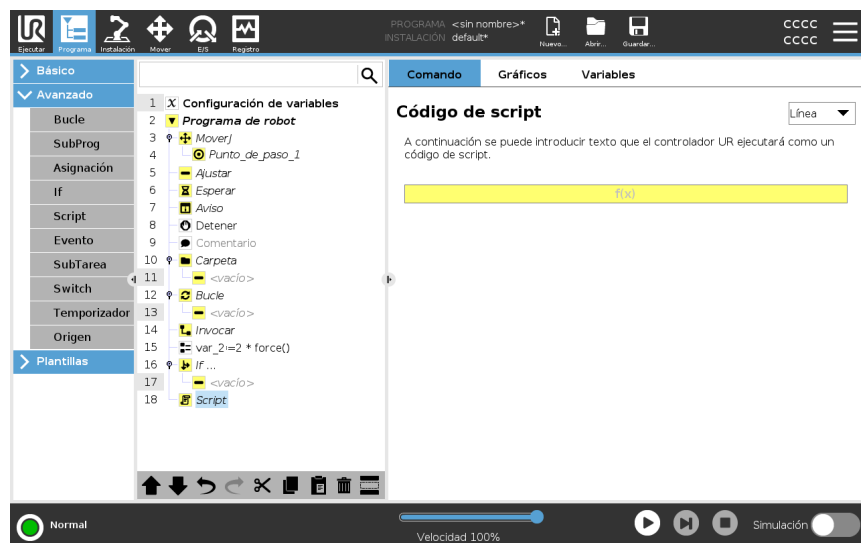 PROGRAMA <sin nombre>*
INSTALACIÓN default*
Ejecutar Programa Instalación Mover E/S Registro
Nuevo... Abrir... Guardar...
CCCC
CCCC
Básico
Avanzado
Bucle
SubProg
Asignación
If
Script
Evento
SubTarea
Switch
Temporizador
Origen
Plantillas
1 X Configuración de variables
2 Programa de robot
3 MoverJ
4 Punto_de_paso_1
5 Ajustar
6 Esperar
7 Aviso
8 Detener
9 Comentario
10 Carpeta
11 <vacío>
12 Bucle
13 <vacío>
14 Invocar
15 var_2:=2 * force()
16 If ...
17 <vacío>
18 Script
Comando Gráficos Variables
Código de script
Línea
A continuación se puede introducir texto que el controlador UR ejecutará como un
código de script.
f(x)
Normal
Velocidad 100%
Simulación